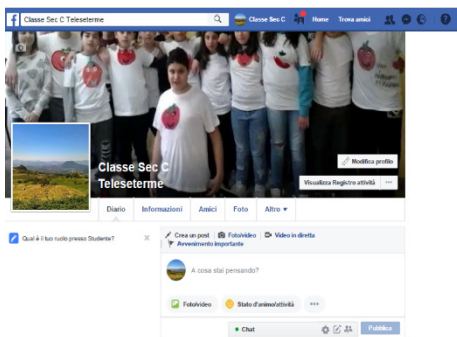 Classe Sec C Teleseterme
Classe Sec C Home Trova amici
Classe Sec C
Teleseterme
Modifica profilo
Visualizza Registro attività ...
Diario Informazioni Amici Foto Altro
Qual è il tuo ruolo presso Studente?
Crea un post Foto/video Video in diretta
Avvenimento importante
A cosa stai pensando?
Foto/video Stato d'animo/attività ...
Chat Pubblica